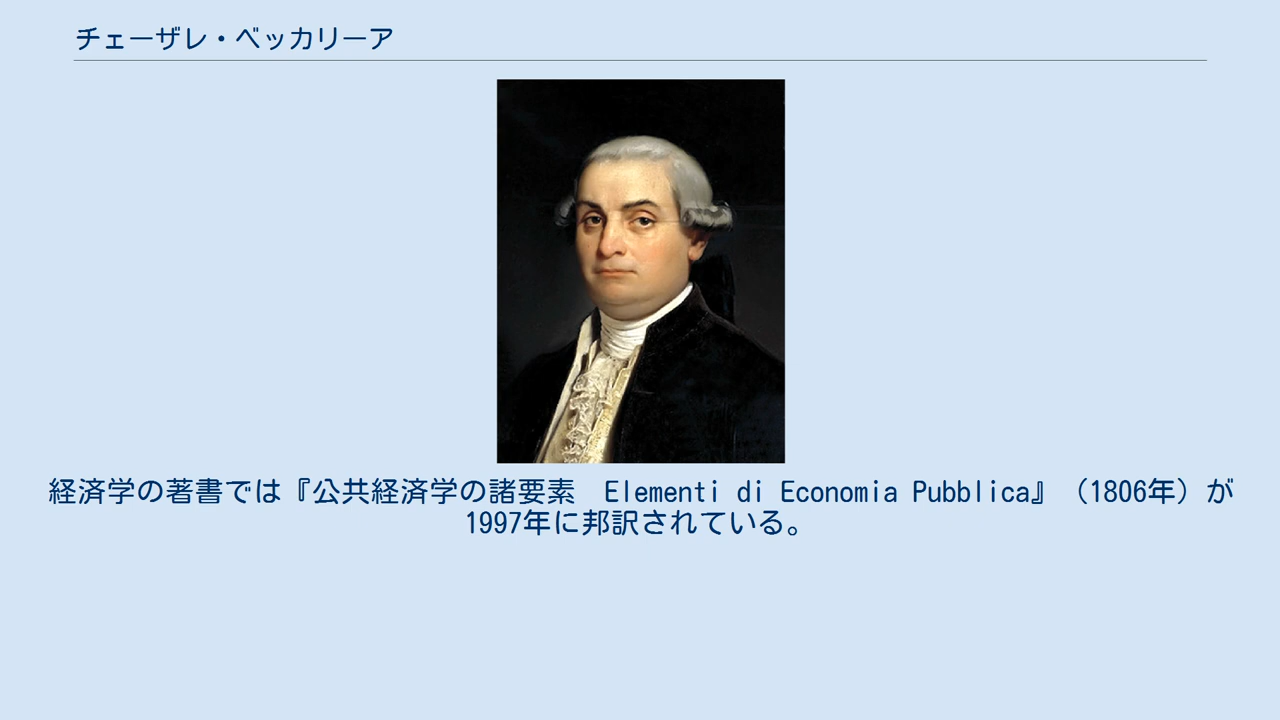 チェーザレ・ベッカリーア
経済学の著書では『公共経済学の諸要素　Elementi di Economia Pubblica』（1806年）が
1997年に邦訳されている。